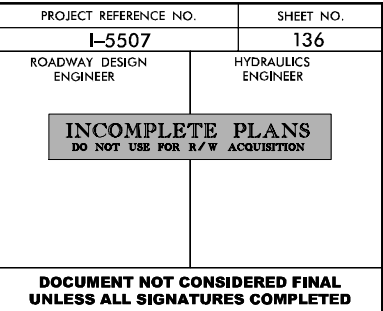 PROJECT REFERENCE NO. SHEET NO.
I–5507 136
ROADWAY DESIGN HYDRAULICS
ENGINEER ENGINEER
INCOMPLETE PLANS
DO NOT USE FOR R/W ACQUISITION
DOCUMENT NOT CONSIDERED FINAL
UNLESS ALL SIGNATURES COMPLETED